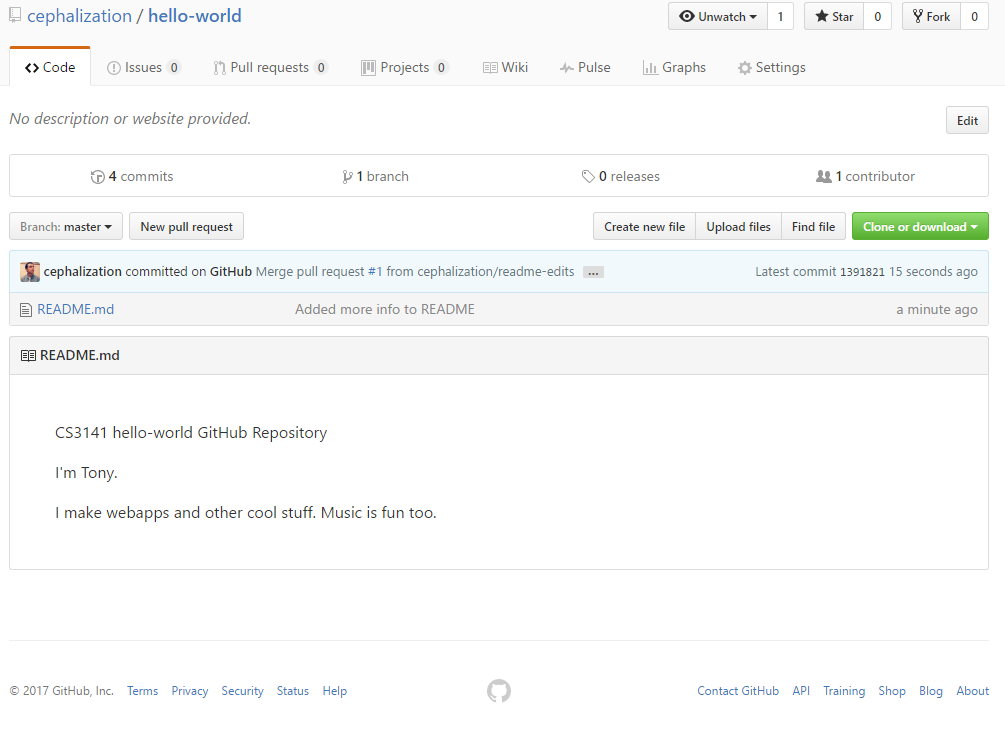 cephalization / hello-world Unwatch 1 Star 0 Fork 0
Code Issues 0 Pull requests 0 Projects 0 Wiki Pulse Graphs Settings
No description or website provided. Edit
4 commits 1 branch 0 releases 1 contributor
Branch: master New pull request Create new file Upload files Find file Clone or download
cephalization committed on GitHub Merge pull request #1 from cephalization/readme-edits ... Latest commit 1391821 15 seconds ago
README.md Added more info to README a minute ago
README.md
CS3141 hello-world GitHub Repository
I'm Tony.
I make webapps and other cool stuff. Music is fun too.
© 2017 GitHub, Inc. Terms Privacy Security Status Help Contact GitHub API Training Shop Blog About